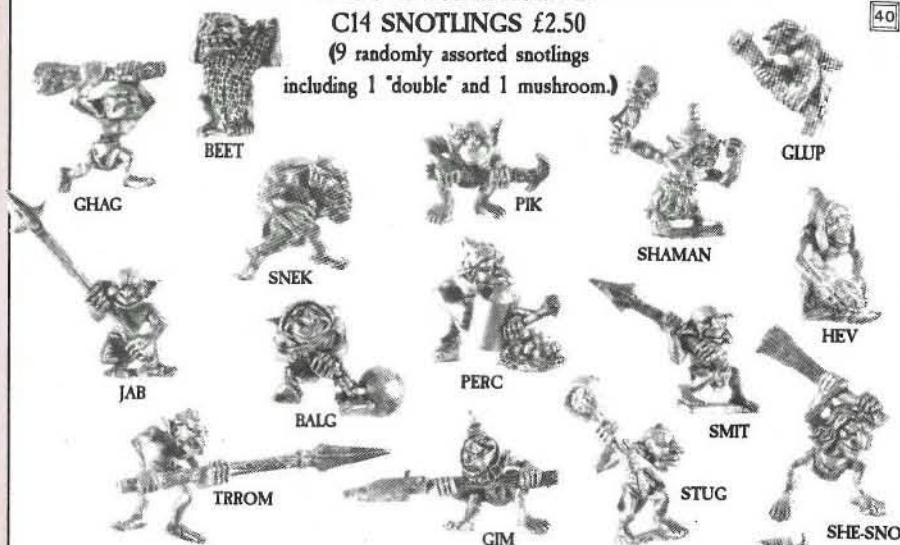 C14 SNOTLINGS £2.50
40
(9 randomly assorted snotlings
including 1 "double" and 1 mushroom.)
BEET
GLUP
GHAG
PIK
SHAMAN
SNEK
HEV
JAB
PERC
BALG
SMIT
TRROM
STUG
GIM
SHE-SNO